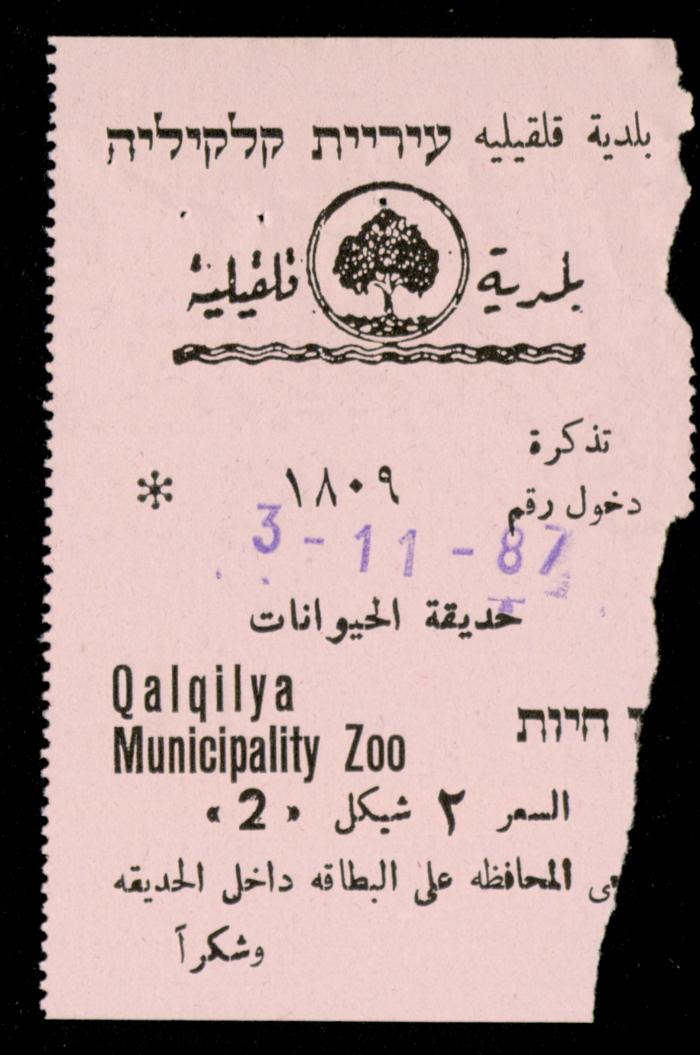 بلدية قلقيليه עיריית קלקיליה
بلدية قلقيلية
تذكرة
دخول رقم ١٨٠٩
3-11-87
حديقة الحيوانات
Qalqilya
Municipality Zoo
חיות
السعر ٢ شيكل «2»
المحافظه على البطاقه داخل الحديقه
وشكراً